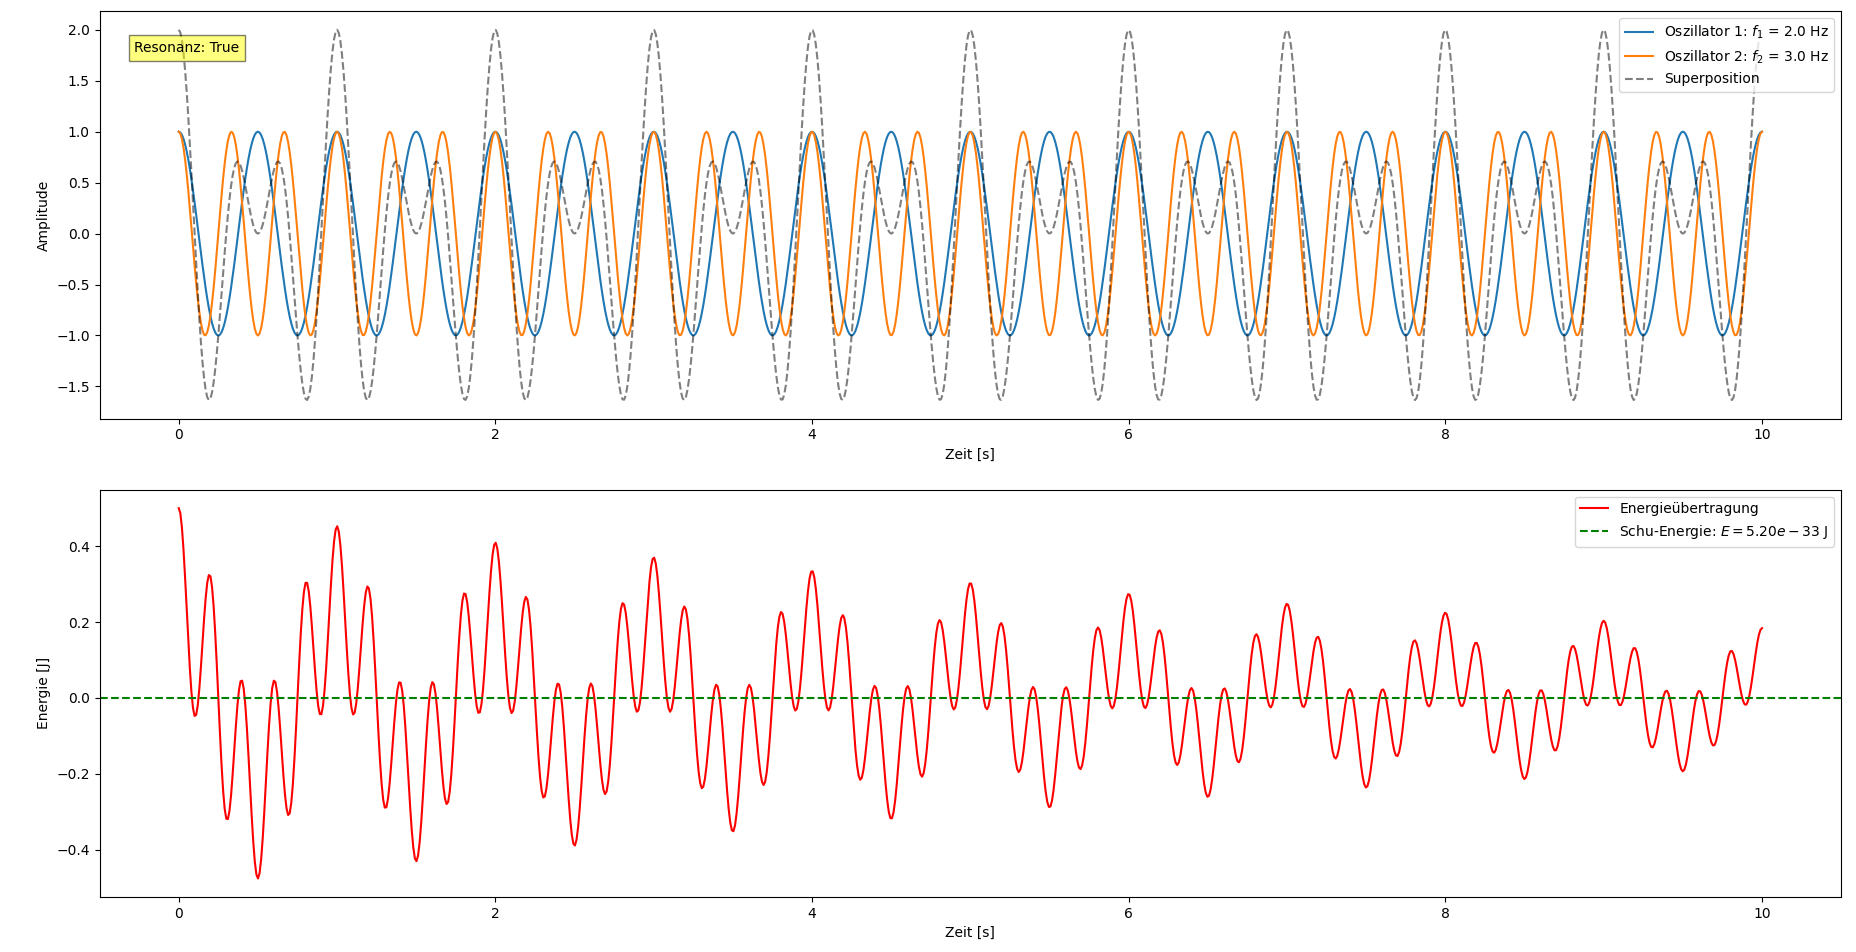 Resonanz: True
Oszillator 1: f₁ = 2.0 Hz
Oszillator 2: f₂ = 3.0 Hz
Superposition
Amplitude
2.0
1.5
1.0
0.5
0.0
−0.5
−1.0
−1.5
0 2 4 6 8 10
Zeit [s]
Energieübertragung
Schu-Energie: E = 5.20e − 33 J
Energie [J]
0.4
0.2
0.0
−0.2
−0.4
0 2 4 6 8 10
Zeit [s]